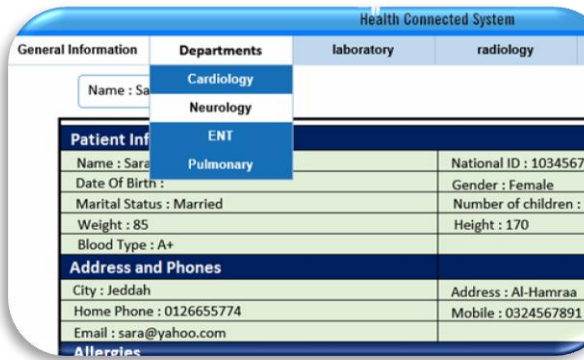 Health Connected System
General Information Departments laboratory radiology
Cardiology
Name : Sa
Neurology
ENT
Patient Inf
Pulmonary
Name : Sara National ID : 1034567
Date Of Birth : Gender : Female
Marital Status : Married Number of children :
Weight : 85 Height : 170
Blood Type : A+
Address and Phones
City : Jeddah Address : Al-Hamraa
Home Phone : 0126655774 Mobile : 0324567891
Email : sara@yahoo.com
Allergies